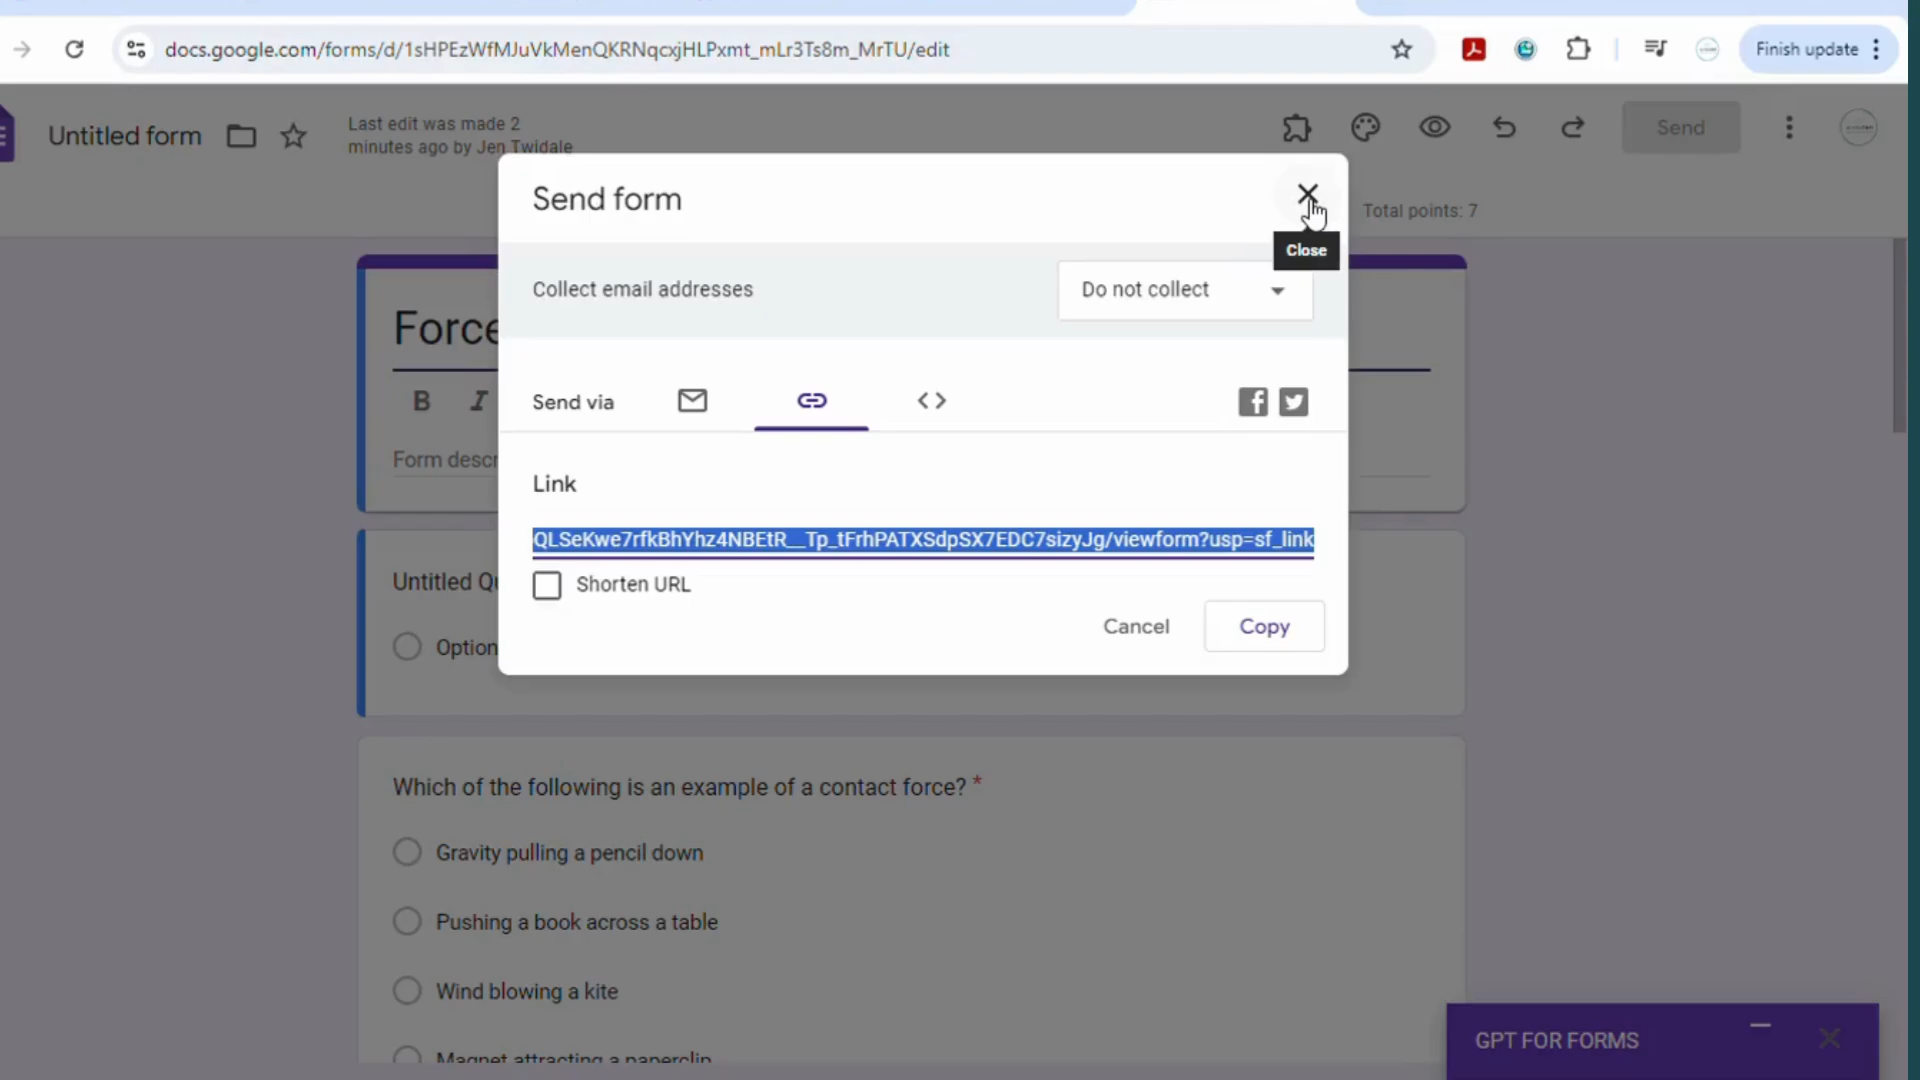 docs.google.com/forms/d/1sHPEzWfMJuVkMenQKRNqcxjHLPxmt_mLr3Ts8m_MrTU/edit
Finish update
Untitled form
Last edit was made 2
minutes ago by Jen Twidale
Send
Send form
Total points: 7
Close
Collect email addresses
Do not collect
Force
B I
Send via
Form descr
Link
QLSeKwe7rfkBhYhz4NBEtR__Tp_tFrhPATXSdpSX7EDC7sizyJg/viewform?usp=sf_link
Untitled Qu
Shorten URL
Cancel
Copy
Option
Which of the following is an example of a contact force? *
Gravity pulling a pencil down
Pushing a book across a table
Wind blowing a kite
GPT FOR FORMS
Magnet attracting a paperclip